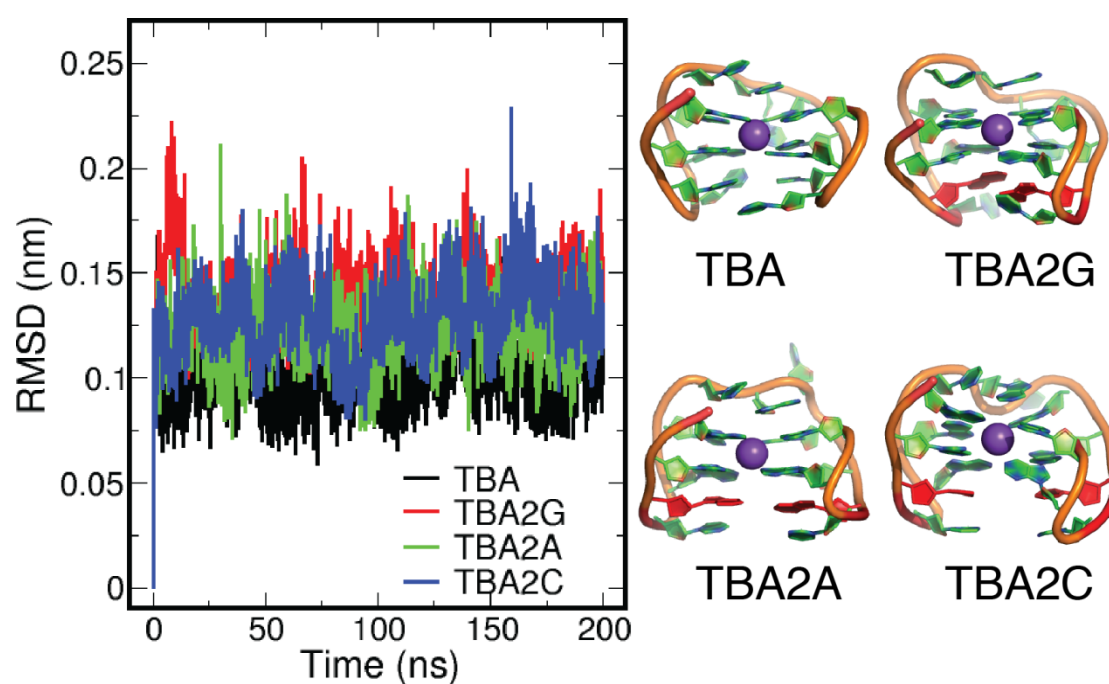 0.25
0.2
0.15
0.1
0.05
0
RMSD (nm)
0 50 100 150 200
Time (ns)
TBA
TBA2G
TBA2A
TBA2C
TBA TBA2G
TBA2A TBA2C